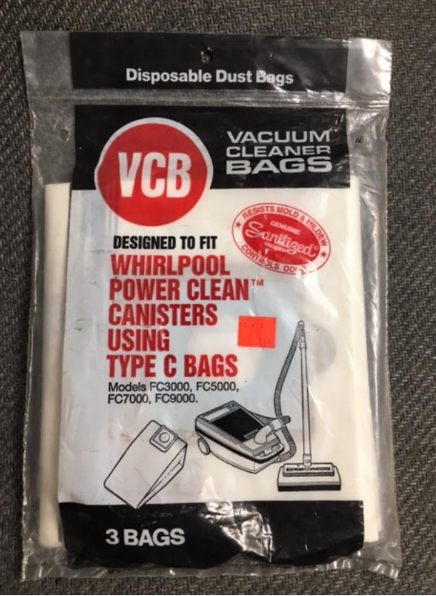 Disposable Dust Bags
VCB
VACUUM
CLEANER
BAGS
RESISTS MOLD & MILDEW
GENUINE
Sanitized
CONTROLS ODOR
DESIGNED TO FIT
WHIRLPOOL
POWER CLEAN™
CANISTERS
USING
TYPE C BAGS
Models FC3000, FC5000,
FC7000, FC9000.
3 BAGS